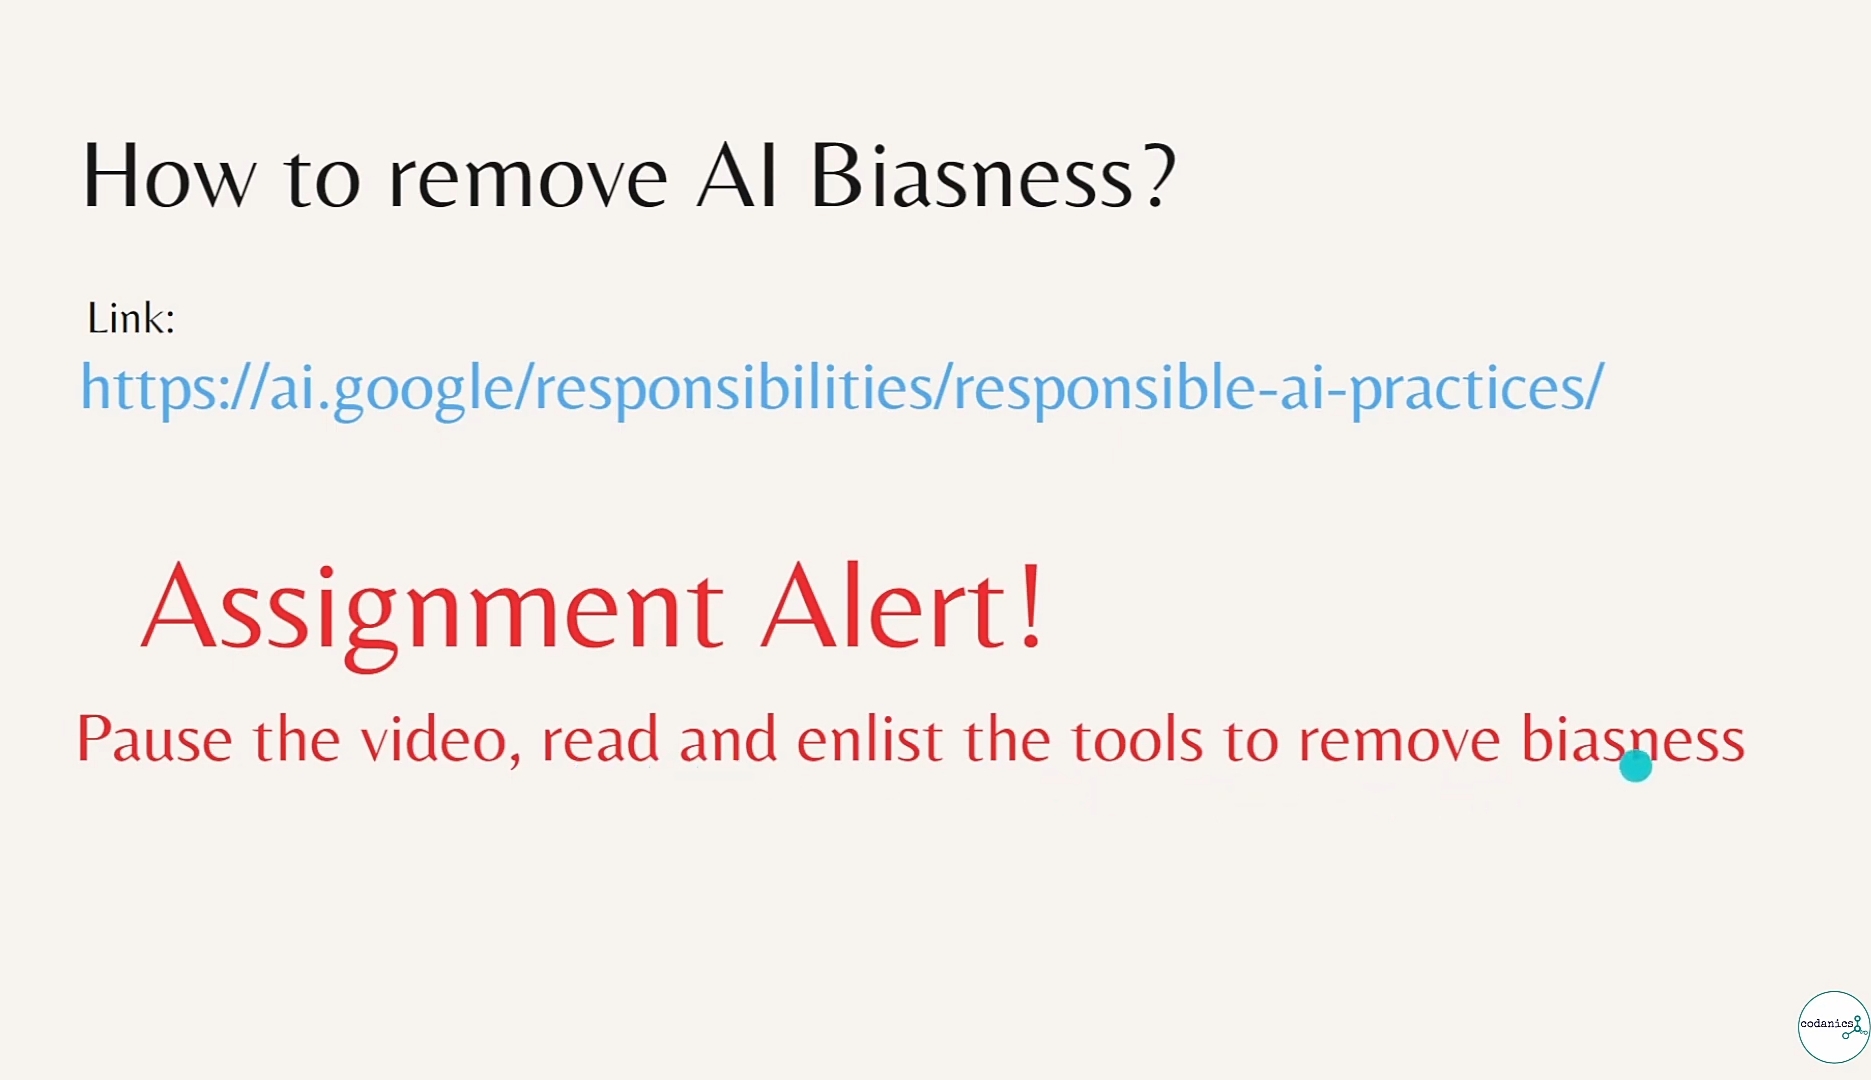 How to remove AI Biasness?
Link:
https://ai.google/responsibilities/responsible-ai-practices/
Assignment Alert!
Pause the video, read and enlist the tools to remove biasness
codanics